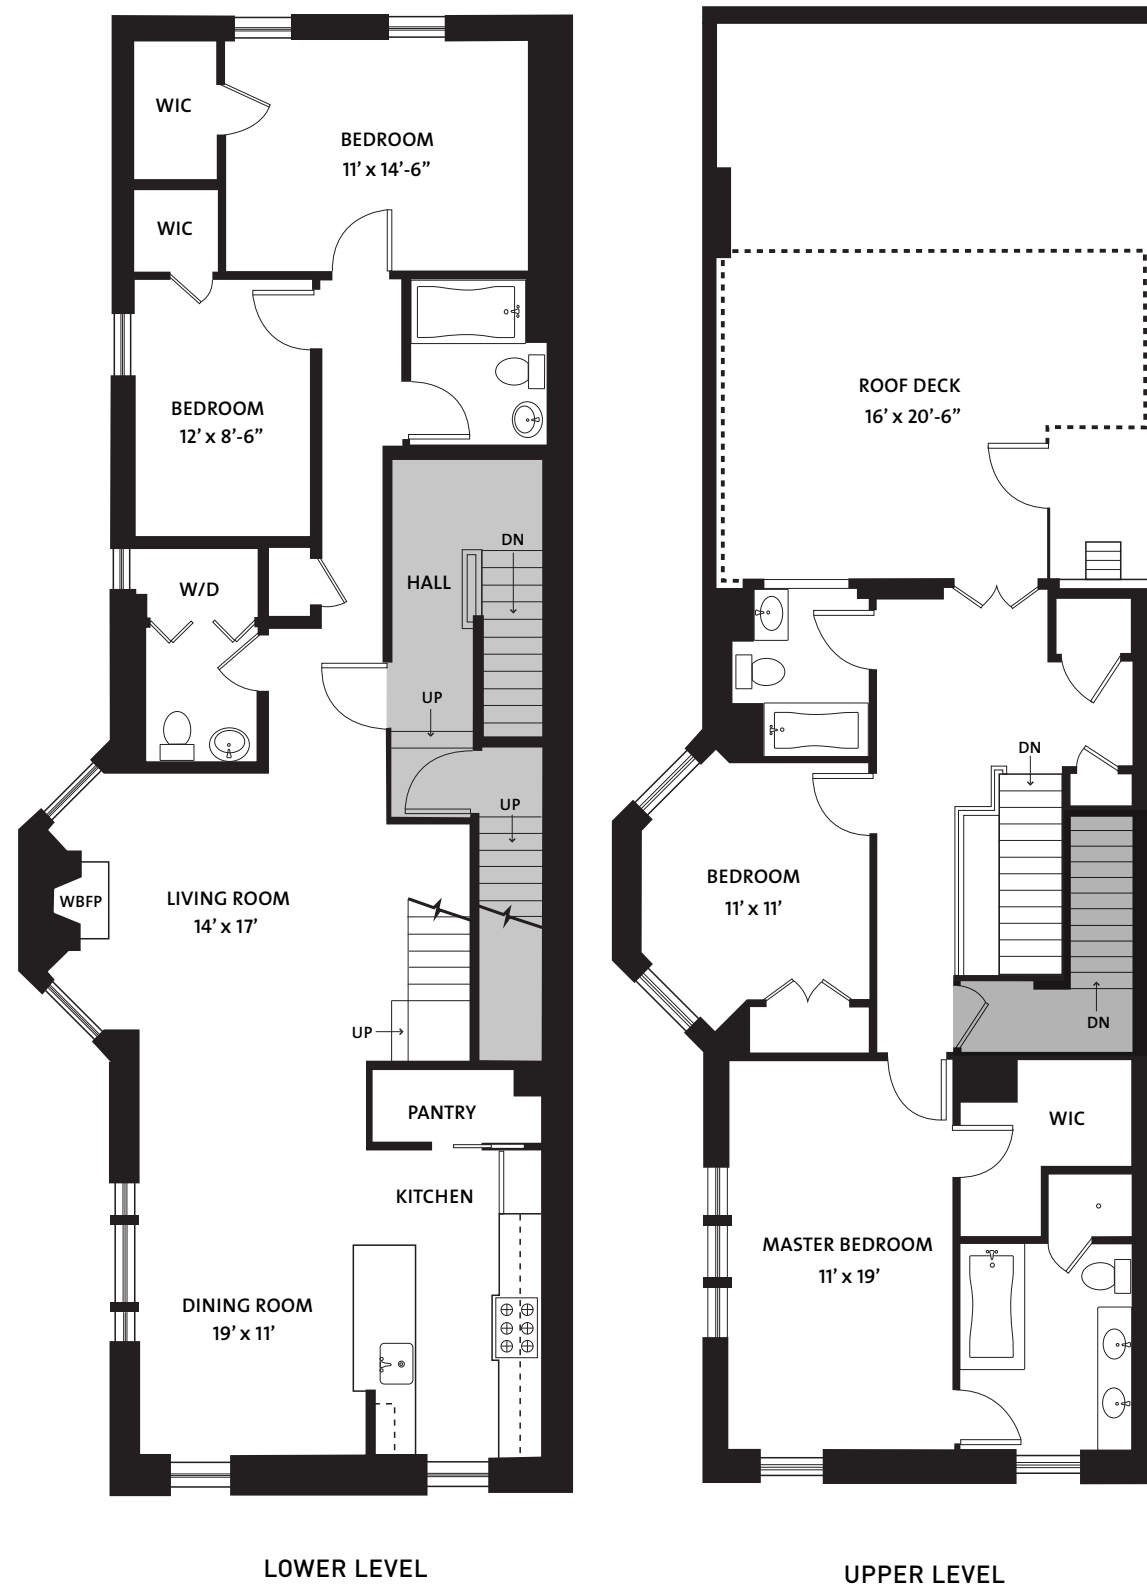 WIC
BEDROOM
11’ x 14’-6”
WIC
BEDROOM
12’ x 8’-6”
W/D
HALL
DN
UP
UP
WBFP
LIVING ROOM
14’ x 17’
UP
PANTRY
KITCHEN
DINING ROOM
19’ x 11’
LOWER LEVEL
ROOF DECK
16’ x 20’-6”
DN
BEDROOM
11’ x 11’
DN
WIC
MASTER BEDROOM
11’ x 19’
UPPER LEVEL